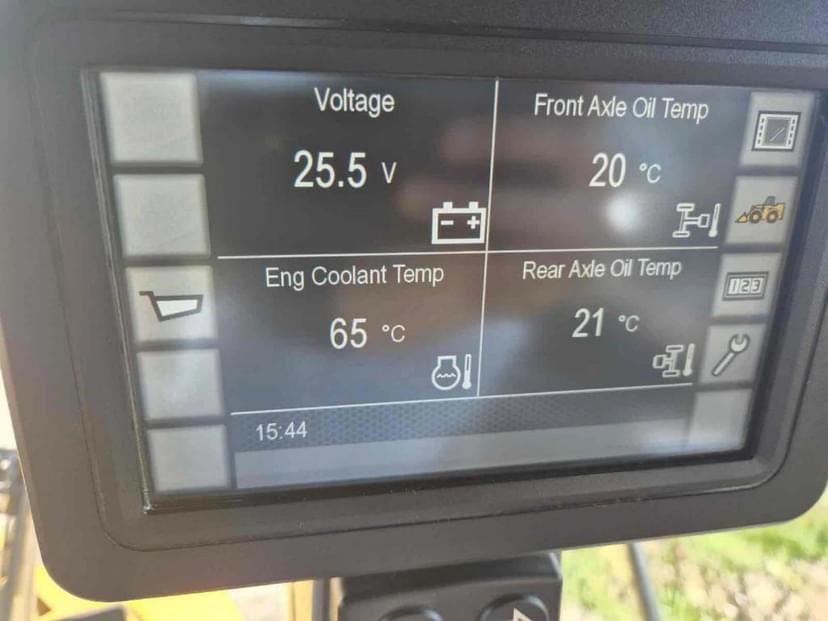 Voltage
25.5 V
Front Axle Oil Temp
20 °C
Eng Coolant Temp
65 °C
Rear Axle Oil Temp
21 °C
15:44
123